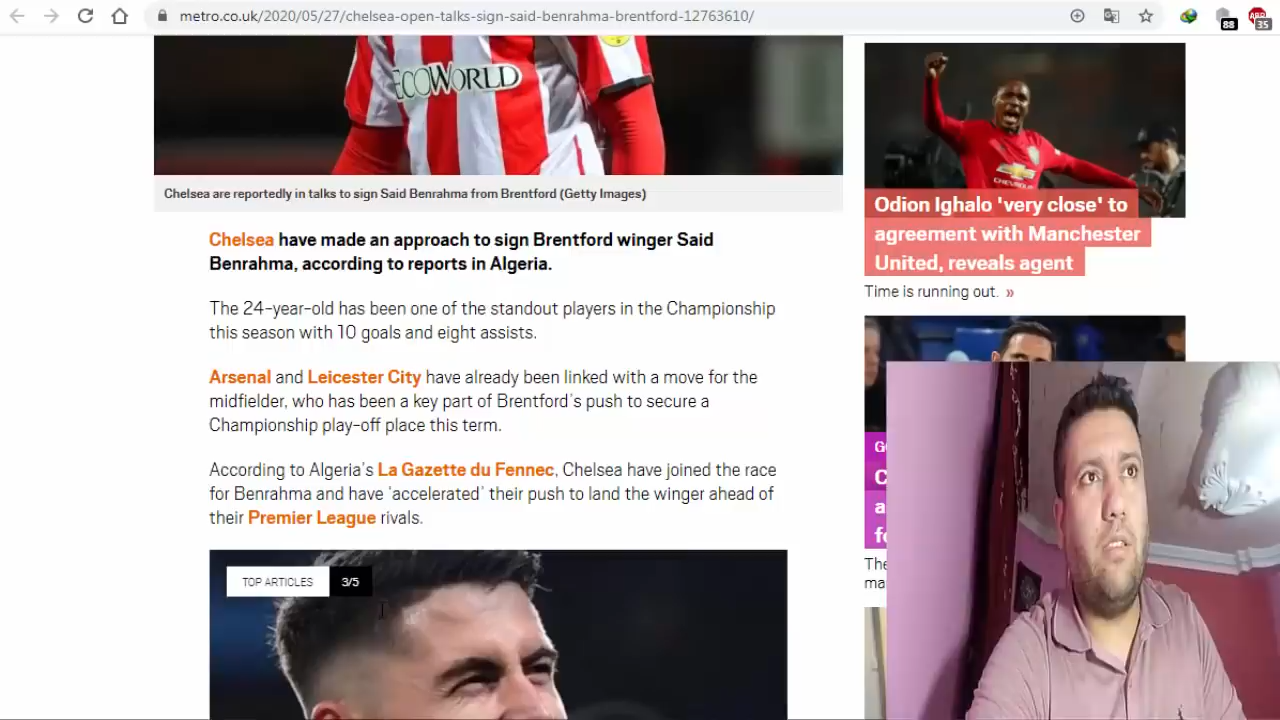 metro.co.uk/2020/05/27/chelsea-open-talks-sign-said-benrahma-brentford-12763610/
88
35
ECOWORLD
CHEVROLE
Chelsea are reportedly in talks to sign Said Benrahma from Brentford (Getty Images)
Chelsea have made an approach to sign Brentford winger Said
Benrahma, according to reports in Algeria.
The 24-year-old has been one of the standout players in the Championship
this season with 10 goals and eight assists.
Arsenal and Leicester City have already been linked with a move for the
midfielder, who has been a key part of Brentford's push to secure a
Championship play-off place this term.
According to Algeria's La Gazette du Fennec, Chelsea have joined the race
for Benrahma and have 'accelerated' their push to land the winger ahead of
their Premier League rivals.
TOP ARTICLES 3/5
Odion Ighalo 'very close' to
agreement with Manchester
United, reveals agent
Time is running out. »
G
C
a
f
The
ma